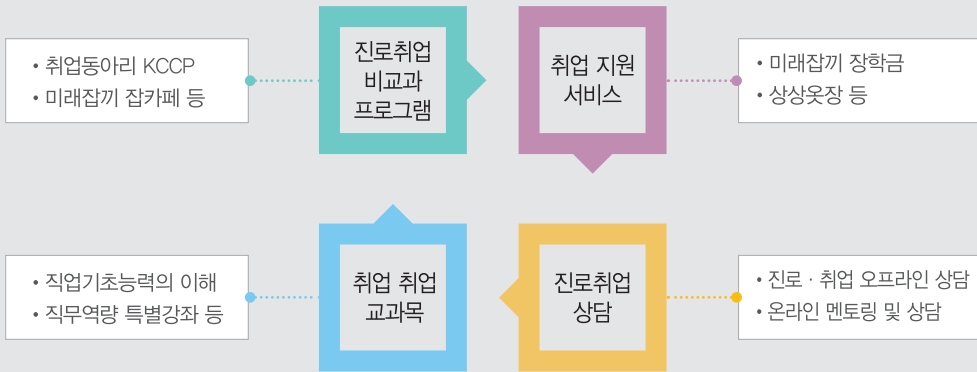 • 취업동아리 KCCP
• 미래잡끼 잡카페 등
진로취업
비교과
프로그램
취업 지원
서비스
• 미래잡끼 장학금
• 상상옷장 등
• 직업기초능력의 이해
• 직무역량 특별강좌 등
취업 취업
교과목
진로취업
상담
• 진로 · 취업 오프라인 상담
• 온라인 멘토링 및 상담